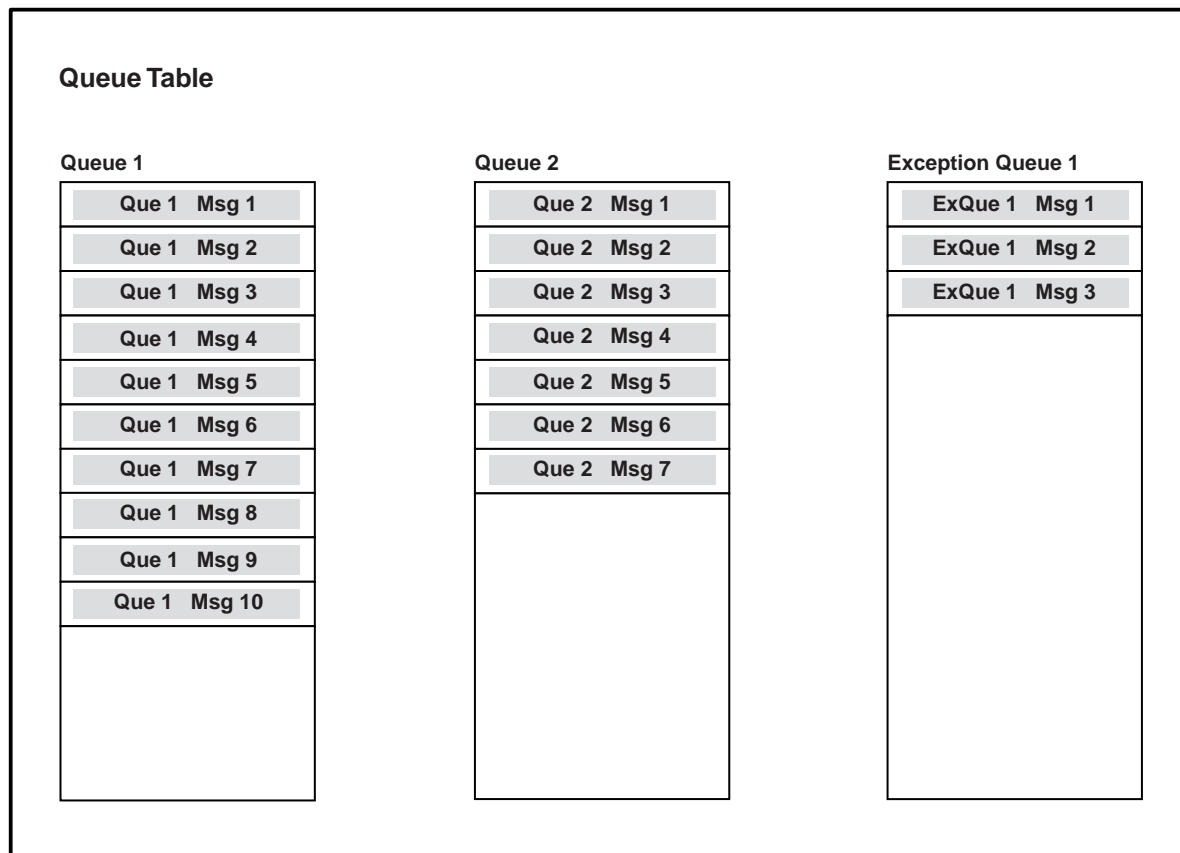 Queue Table
Queue 1
Que 1 Msg 1
Que 1 Msg 2
Que 1 Msg 3
Que 1 Msg 4
Que 1 Msg 5
Que 1 Msg 6
Que 1 Msg 7
Que 1 Msg 8
Que 1 Msg 9
Que 1 Msg 10
Queue 2
Que 2 Msg 1
Que 2 Msg 2
Que 2 Msg 3
Que 2 Msg 4
Que 2 Msg 5
Que 2 Msg 6
Que 2 Msg 7
Exception Queue 1
ExQue 1 Msg 1
ExQue 1 Msg 2
ExQue 1 Msg 3